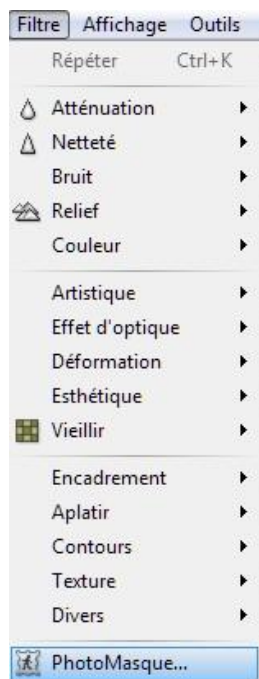 Filtre Affichage Outils
Répéter Ctrl+K
Atténuation
Netteté
Bruit
Relief
Couleur
Artistique
Effet d'optique
Déformation
Esthétique
Vieillir
Encadrement
Aplatir
Contours
Texture
Divers
PhotoMasque...